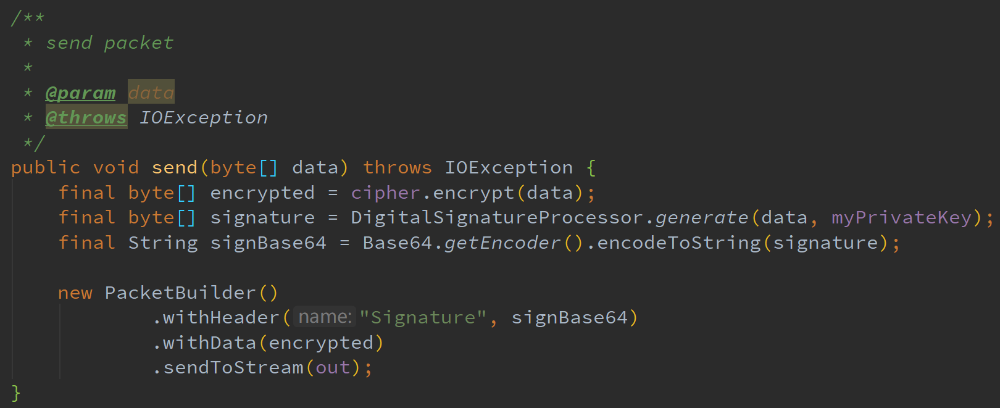 /**
 * send packet
 *
 * @param data
 * @throws IOException
 */
public void send(byte[] data) throws IOException {
    final byte[] encrypted = cipher.encrypt(data);
    final byte[] signature = DigitalSignatureProcessor.generate(data, myPrivateKey);
    final String signBase64 = Base64.getEncoder().encodeToString(signature);

    new PacketBuilder()
            .withHeader( name: "Signature", signBase64)
            .withData(encrypted)
            .sendToStream(out);
}